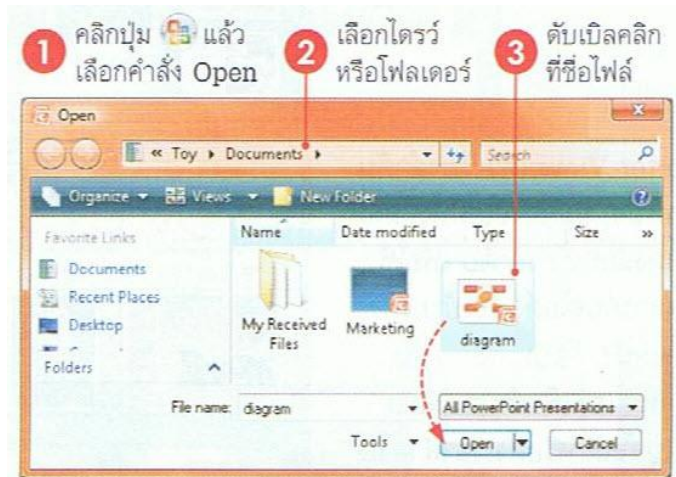 1 คลิกปุ่ม แล้ว
เลือกคำสั่ง Open
2 เลือกไดรว์
หรือโฟลเดอร์
3 ดับเบิลคลิก
ที่ชื่อไฟล์
Open
« Toy Documents
Search
Organize Views New Folder
Favorite Links
Name Date modified Type Size »
Documents
Recent Places
Desktop
My Received
Files
Marketing
diagram
Folders
File name: diagram
All PowerPoint Presentations
Tools Open Cancel